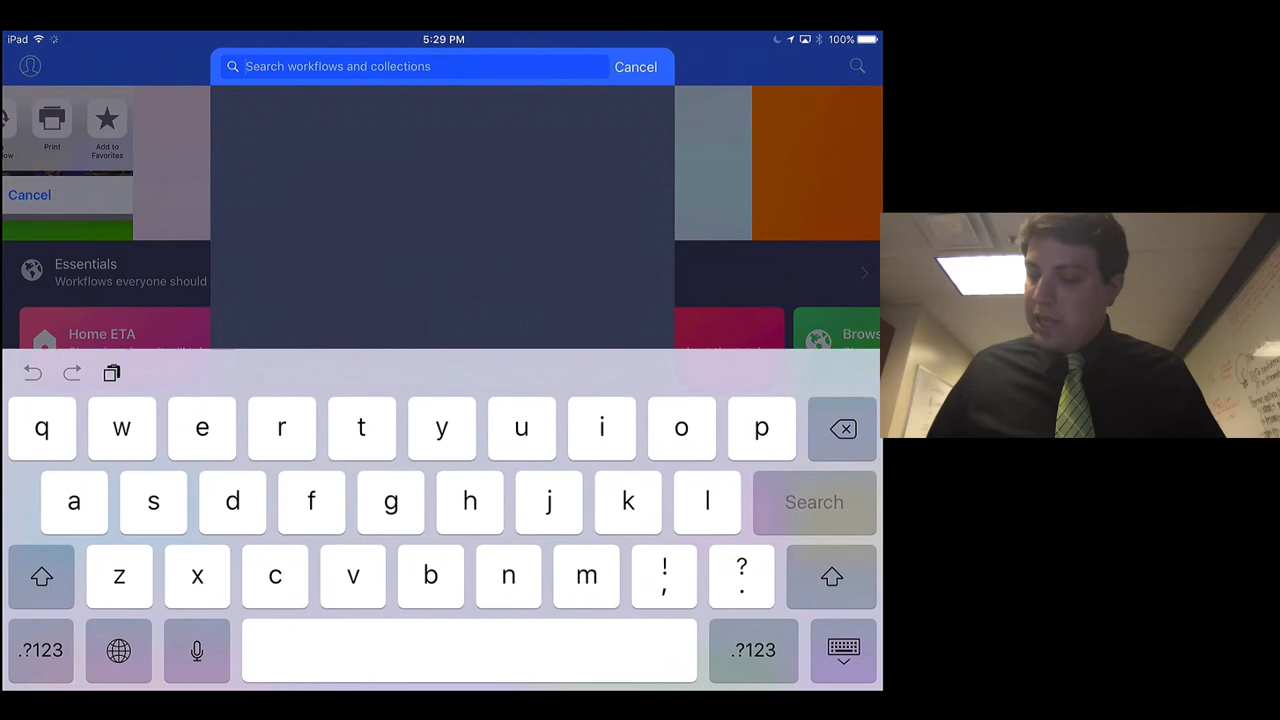 iPad
5:29 PM
100%
Search workflows and collections
Cancel
Print
Add to
Favorites
Cancel
Essentials
Workflows everyone should
Home ETA
Brows
q w e r t y u i o p
a s d f g h j k l
Search
z x c v b n m ! ,
? .
.?123
.?123